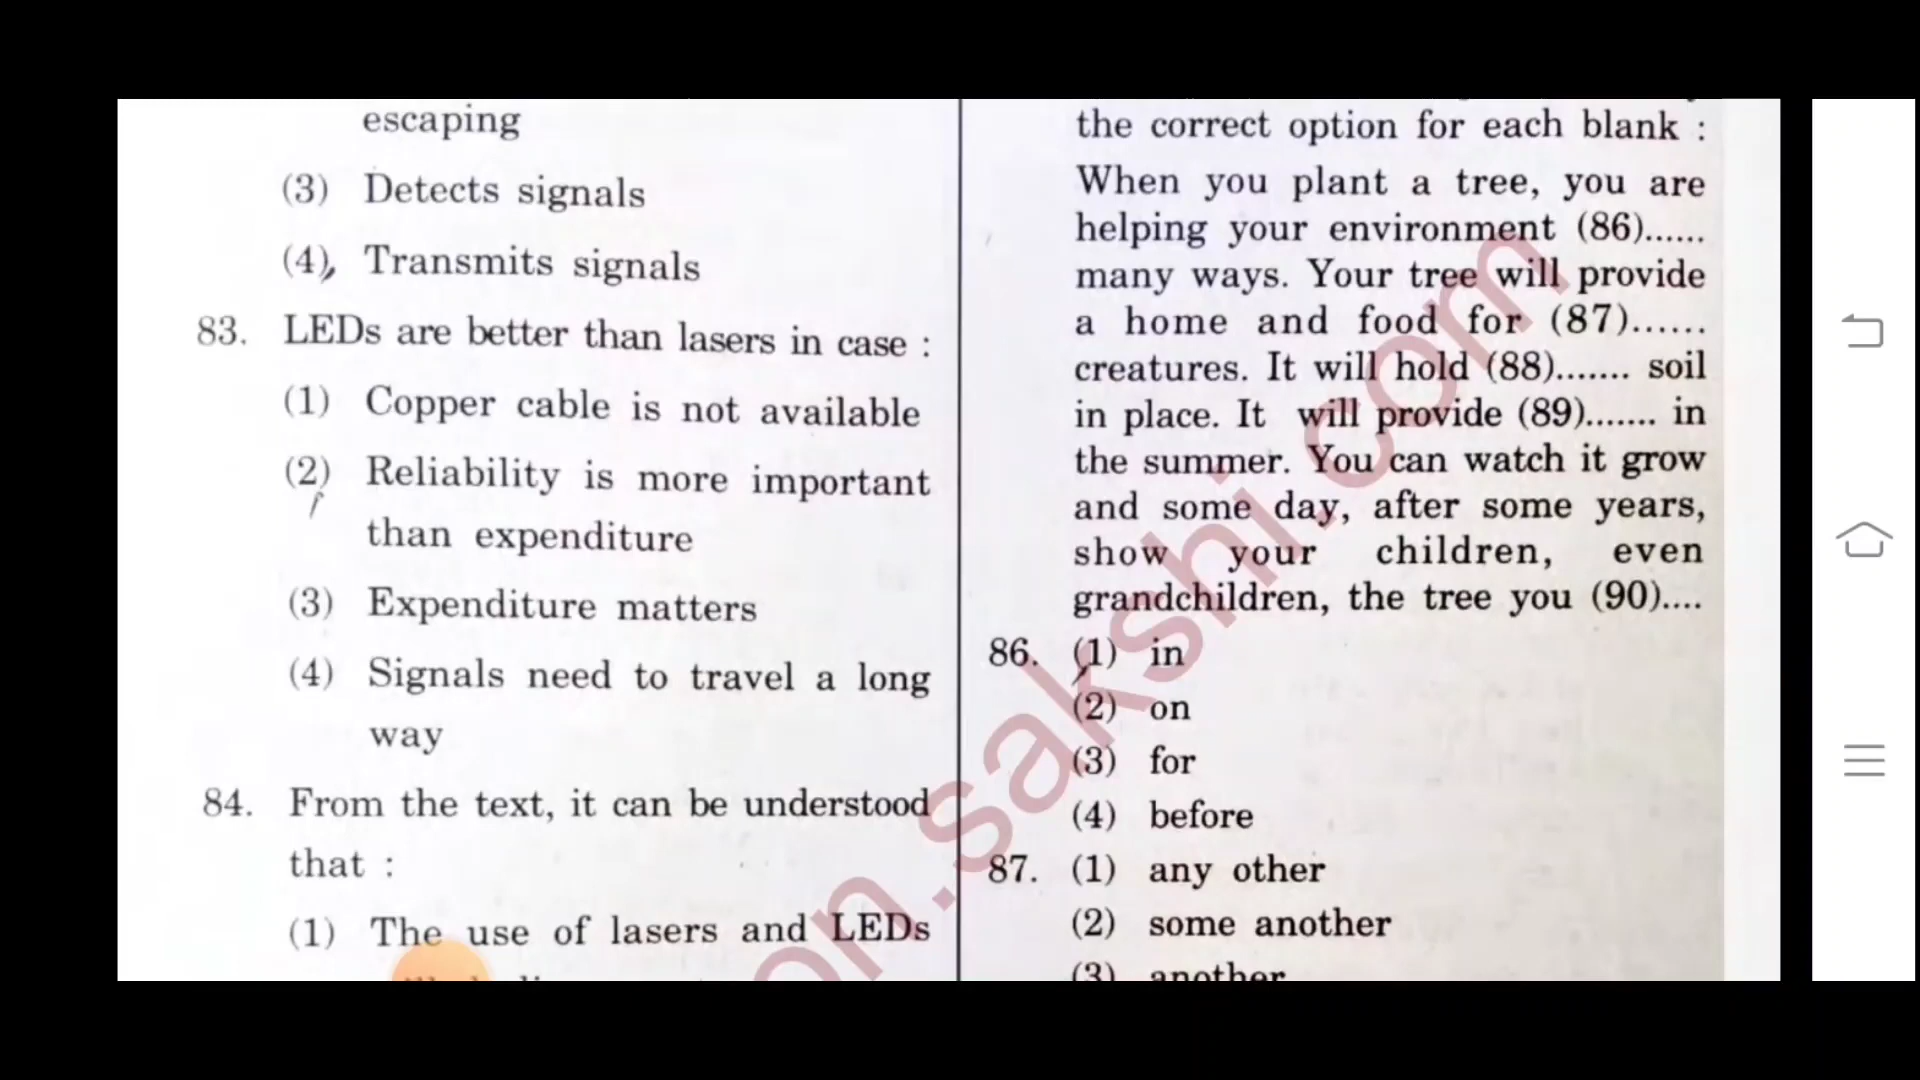 escaping
(3) Detects signals
(4) Transmits signals
83. LEDs are better than lasers in case :
(1) Copper cable is not available
(2) Reliability is more important
than expenditure
(3) Expenditure matters
(4) Signals need to travel a long
way
84. From the text, it can be understood
that :
(1) The use of lasers and LEDs
the correct option for each blank :
When you plant a tree, you are
helping your environment (86)......
many ways. Your tree will provide
a home and food for (87)......
creatures. It will hold (88)....... soil
in place. It will provide (89)....... in
the summer. You can watch it grow
and some day, after some years,
show your children, even
grandchildren, the tree you (90)....
86. (1) in
(2) on
(3) for
(4) before
87. (1) any other
(2) some another
(3) another
on.sakshi.com